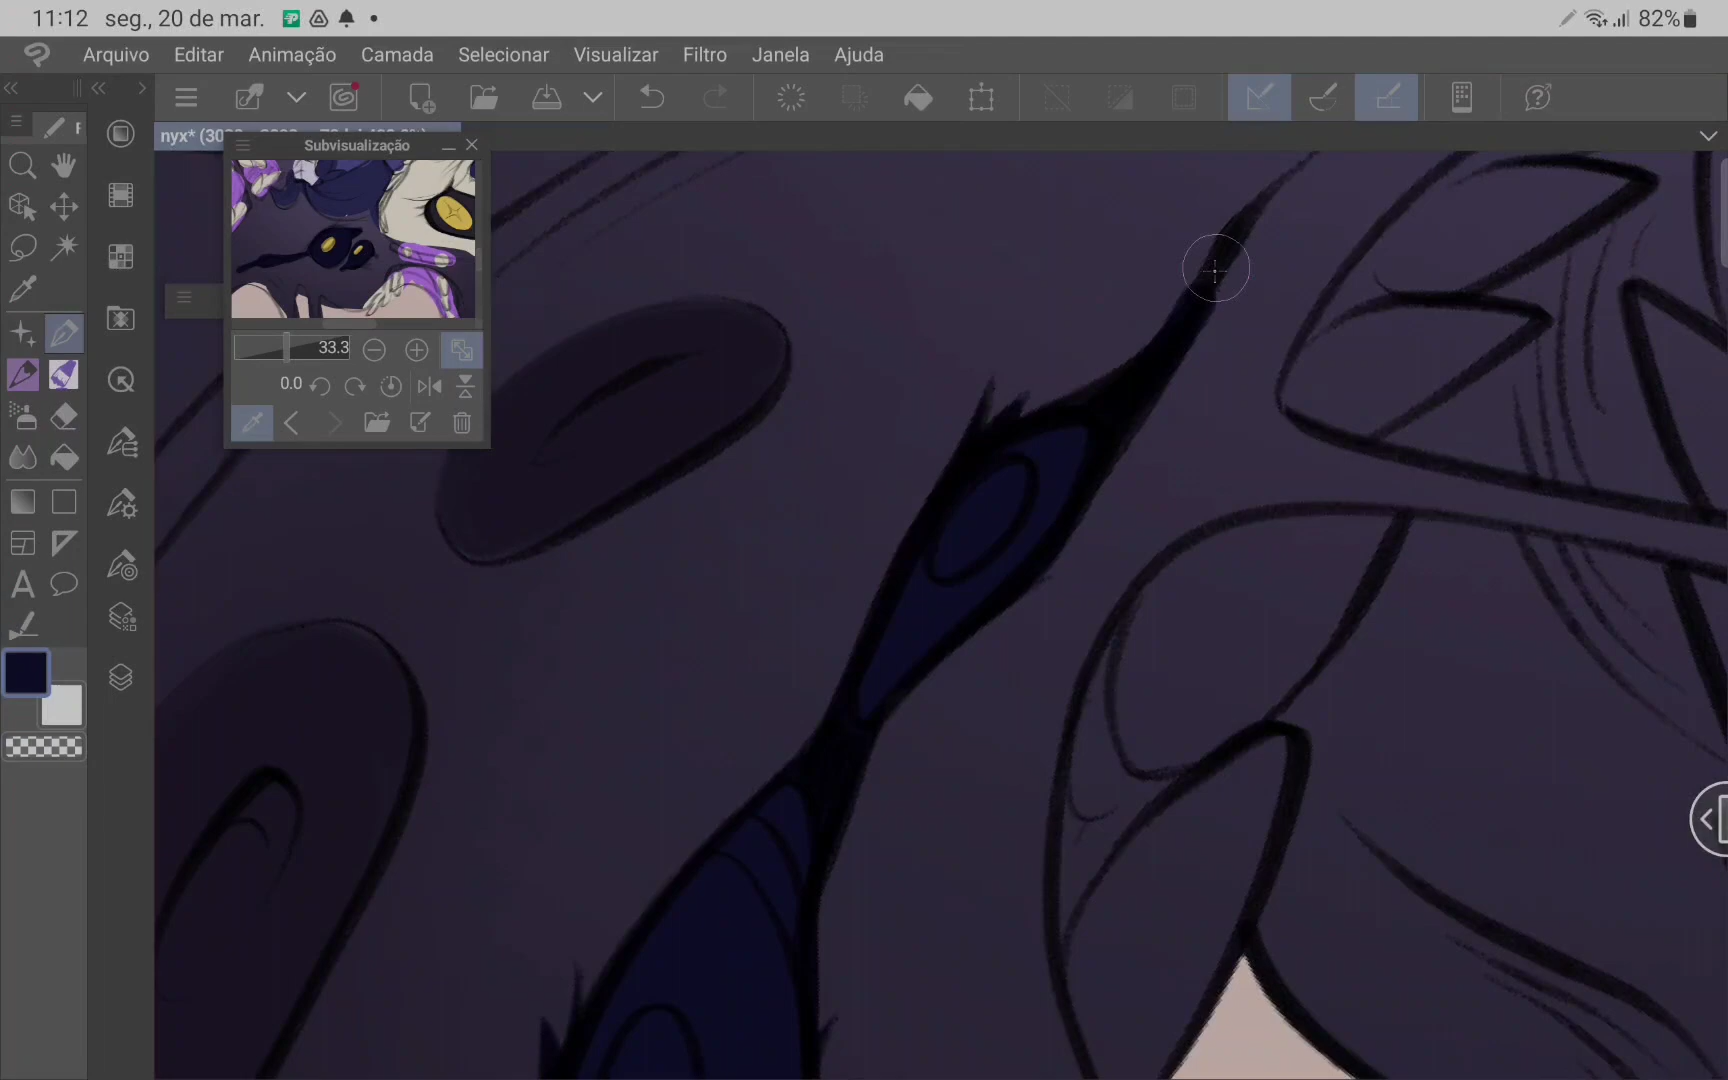 11:12 seg., 20 de mar. 82%
Arquivo Editar Animação Camada Selecionar Visualizar Filtro Janela Ajuda
nyx*
Subvisualização
33.3
0.0